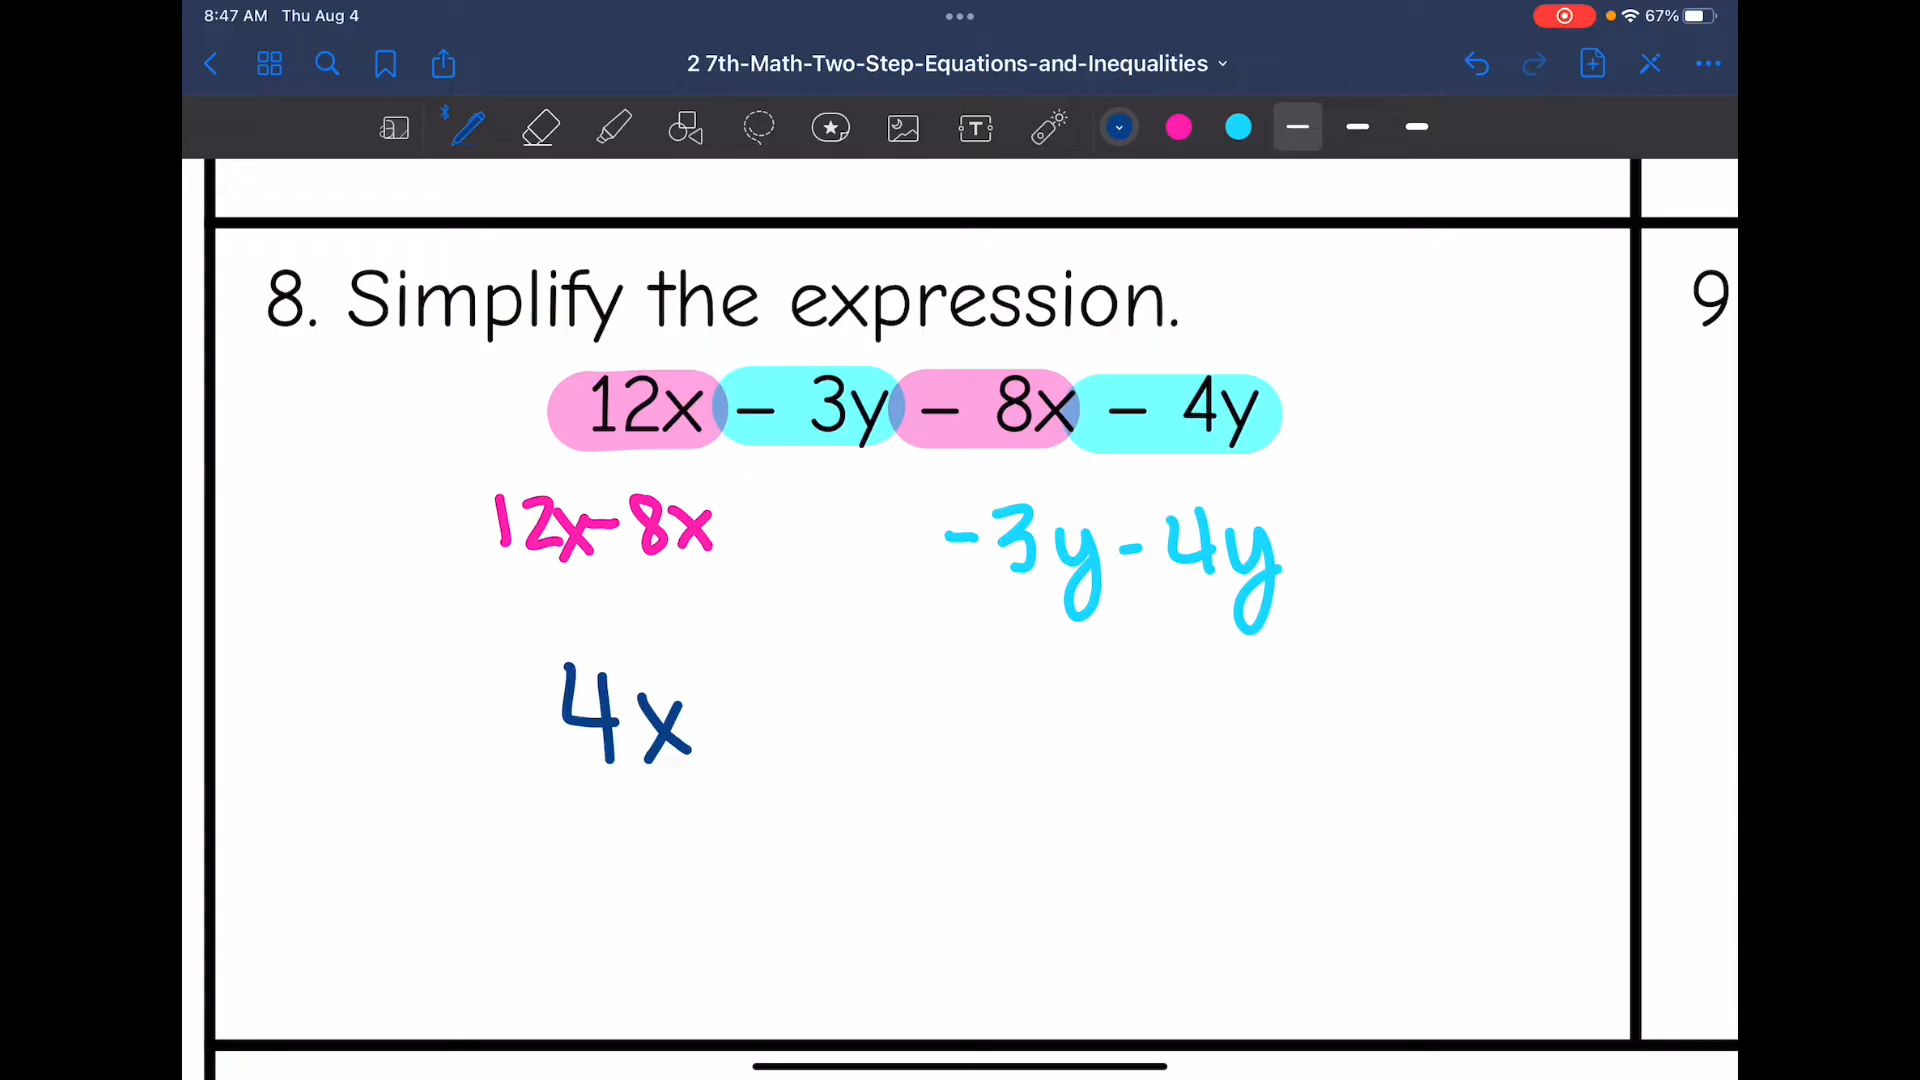 8:47 AM Thu Aug 4 67%
2 7th-Math-Two-Step-Equations-and-Inequalities
8. Simplify the expression.
9
12x – 3y – 8x – 4y
12x-8x -3y-4y
4x